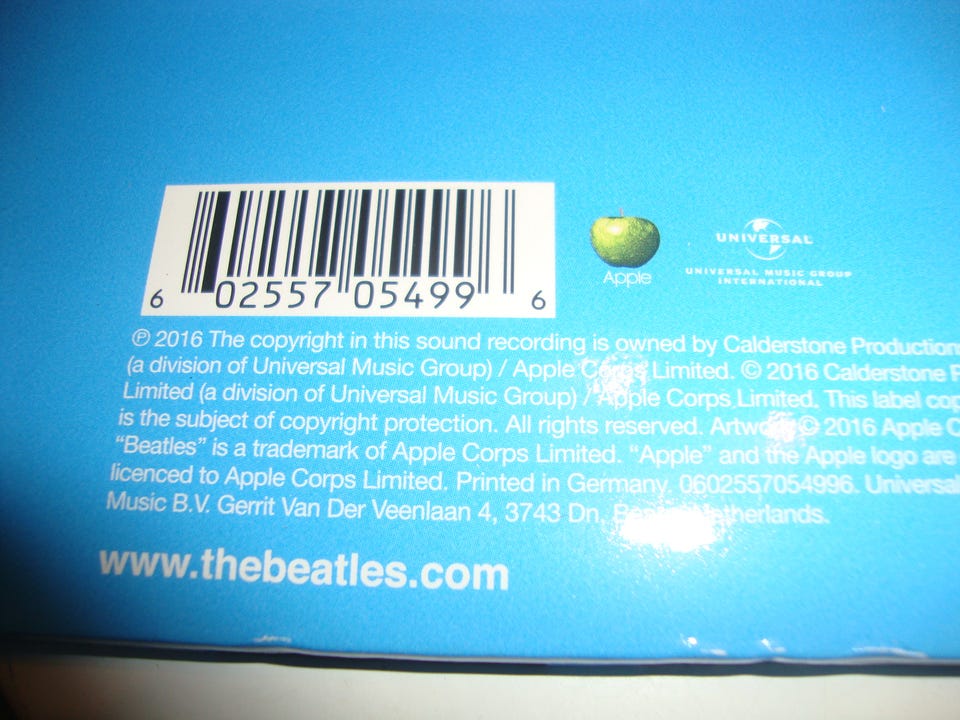 6 02557 05499 6
Apple
UNIVERSAL
UNIVERSAL MUSIC GROUP
INTERNATIONAL
℗ 2016 The copyright in this sound recording is owned by Calderstone Production
(a division of Universal Music Group) / Apple Corps Limited. © 2016 Calderstone P
Limited (a division of Universal Music Group) / Apple Corps Limited. This label cop
is the subject of copyright protection. All rights reserved. Artwork © 2016 Apple C
"Beatles" is a trademark of Apple Corps Limited. "Apple" and the Apple logo are
licenced to Apple Corps Limited. Printed in Germany. 0602557054996. Universal
Music B.V. Gerrit Van Der Veenlaan 4, 3743 Dn, Netherlands.
www.thebeatles.com